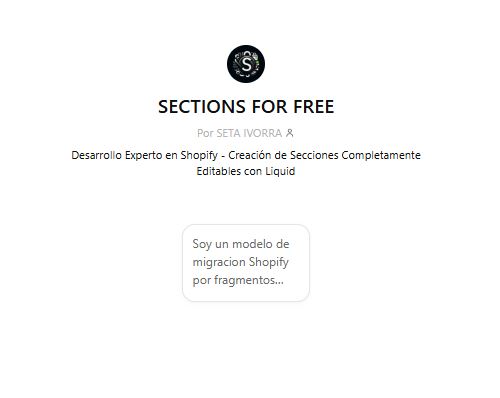 S
SECTIONS FOR FREE
Por SETA IVORRA
Desarrollo Experto en Shopify - Creación de Secciones Completamente
Editables con Liquid
Soy un modelo de
migracion Shopify
por fragmentos...